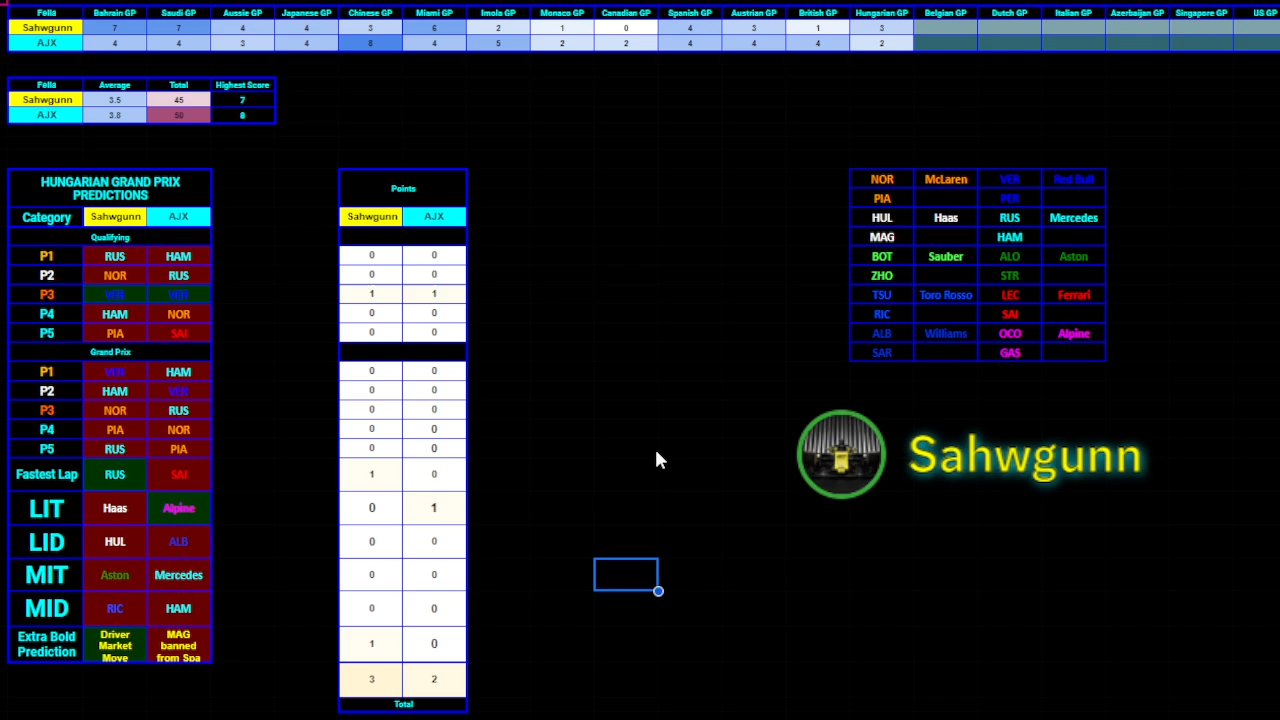 Fella Bahrain GP Saudi GP Aussie GP Japanese GP Chinese GP Miami GP Imola GP Monaco GP Canadian GP Spanish GP Austrian GP British GP Hungarian GP Belgian GP Dutch GP Italian GP Azerbaijan GP Singapore GP US GP
Sahwgunn 7 7 4 4 3 6 2 1 0 4 3 1 3
AJX 4 4 3 4 8 4 5 2 2 4 4 4 2
Fella Average Total Highest Score
Sahwgunn 3.5 45 7
AJX 3.8 50 8
HUNGARIAN GRAND PRIX
PREDICTIONS
Category Sahwgunn AJX
Qualifying
P1 RUS HAM
P2 NOR RUS
P3 VER VER
P4 HAM NOR
P5 PIA SAI
Grand Prix
P1 VER HAM
P2 HAM VER
P3 NOR RUS
P4 PIA NOR
P5 RUS PIA
Fastest Lap RUS SAI
LIT Haas Alpine
LID HUL ALB
MIT Aston Mercedes
MID RIC HAM
Extra Bold
Prediction
Driver
Market
Move
MAG
banned
from Spa
Points
Sahwgunn AJX
0 0
0 0
1 1
0 0
0 0
0 0
0 0
0 0
0 0
0 0
1 0
0 1
0 0
0 0
0 0
1 0
3 2
Total
NOR McLaren VER Red Bull
PIA PER
HUL Haas RUS Mercedes
MAG HAM
BOT Sauber ALO Aston
ZHO STR
TSU Toro Rosso LEC Ferrari
RIC SAI
ALB Williams OCO Alpine
SAR GAS
Sahwgunn